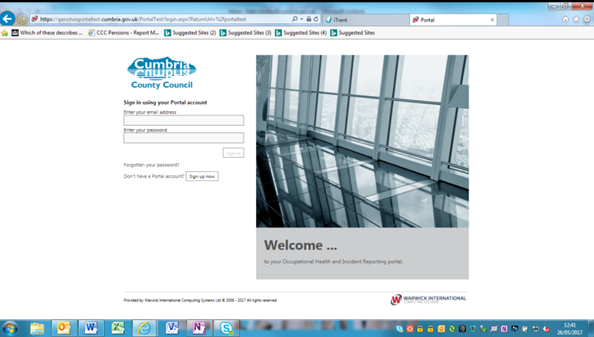 https://pensionsportaltest.cumbria.gov.uk/PortalTest/login.aspx?ReturnUrl=%2fportaltest
iTrent
Portal
Which of these describes ...
CCC Pensions - Report M...
Suggested Sites (2)
Suggested Sites (3)
Suggested Sites (4)
Suggested Sites
Cumbria
County Council
Sign in using your Portal account
Enter your email address
Enter your password
Sign in
Forgotten your password?
Don't have a Portal account? Sign up now
Welcome ...
to your Occupational Health and Incident Reporting portal.
Provided by Warwick International Computing Systems Ltd © 2006 - 2017 All rights reserved
WARWICK INTERNATIONAL
COMPUTING SYSTEMS
12:41
26/05/2017